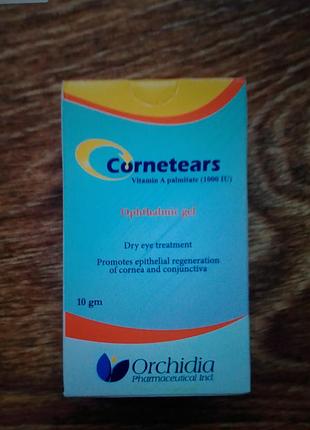 Cornetears
Vitamin A palmitate (1000 IU)
Ophthalmic gel
Dry eye treatment
Promotes epithelial regeneration
of cornea and conjunctiva
10 gm
Orchidia
Pharmaceutical Ind.